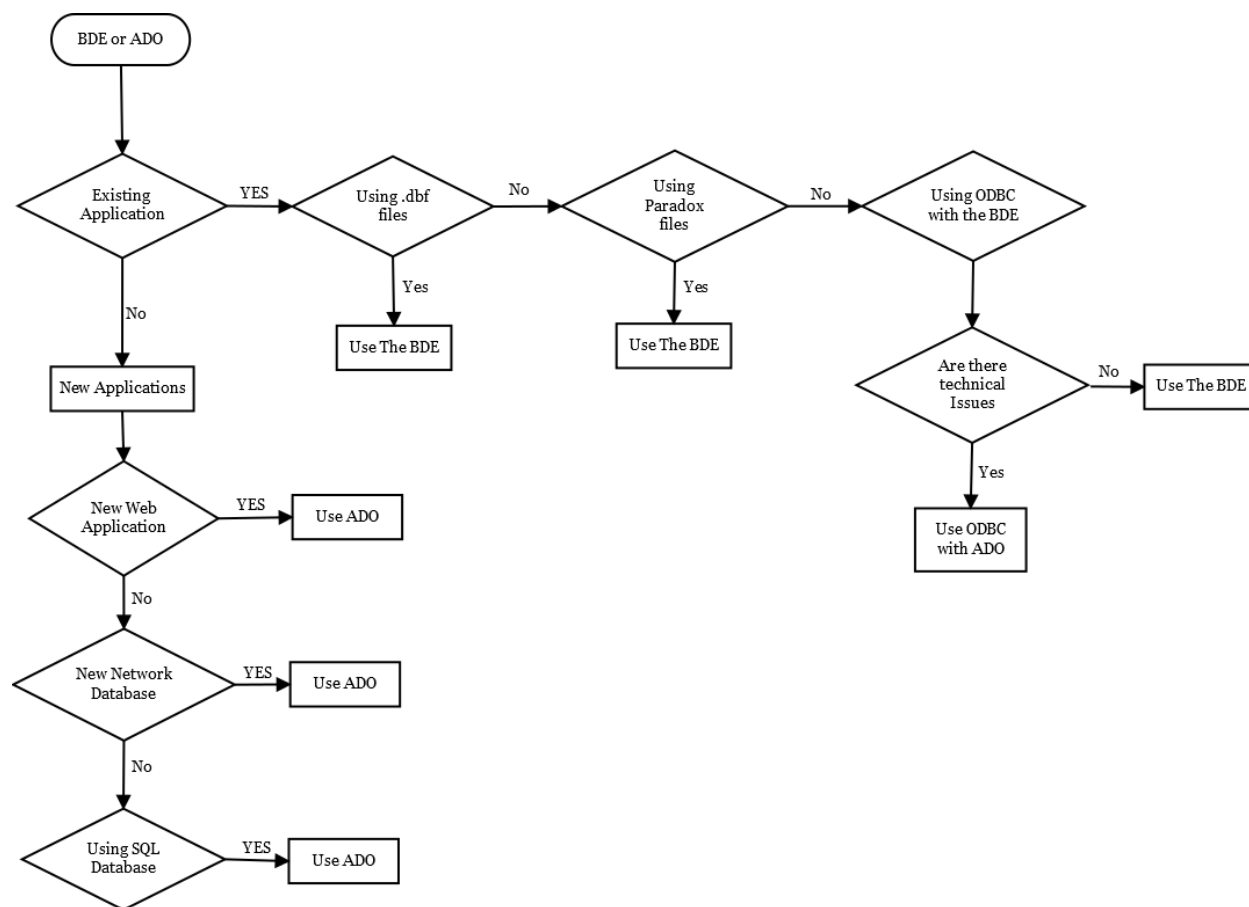 BDE or ADO
Existing
Application
YES
Using .dbf
files
No
Using
Paradox
files
No
Using ODBC
with the BDE
Yes
Use The BDE
Yes
Use The BDE
No
New Applications
Are there
technical
Issues
No
Use The BDE
Yes
Use ODBC
with ADO
New Web
Application
YES
Use ADO
No
New Network
Database
YES
Use ADO
No
Using SQL
Database
YES
Use ADO